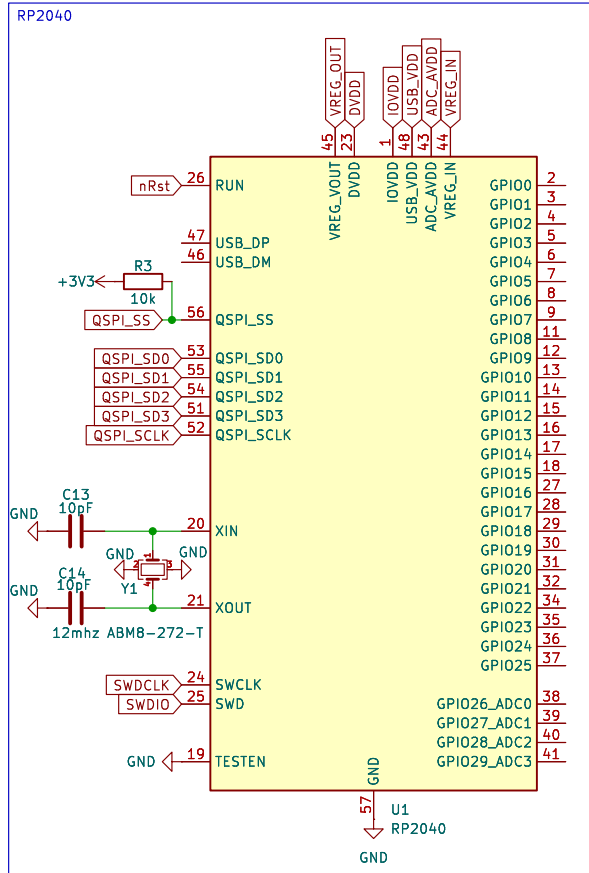 RP2040
VREG_OUT
DVDD
IOVDD
USB_VDD
ADC_AVDD
VREG_IN
45
23
1
48
43
44
VREG_VOUT
DVDD
IOVDD
USB_VDD
ADC_AVDD
VREG_IN
nRst 26 RUN
47 USB_DP
46 USB_DM
R3
+3V3
10k
QSPI_SS 56 QSPI_SS
QSPI_SD0 53 QSPI_SD0
QSPI_SD1 55 QSPI_SD1
QSPI_SD2 54 QSPI_SD2
QSPI_SD3 51 QSPI_SD3
QSPI_SCLK 52 QSPI_SCLK
C13
10pF
GND
20 XIN
GND
1
GND
2
3
4
Y1
C14
10pF
GND
21 XOUT
12mhz ABM8-272-T
SWDCLK 24 SWCLK
SWDIO 25 SWD
GND 19 TESTEN
GPIO0 2
GPIO1 3
GPIO2 4
GPIO3 5
GPIO4 6
GPIO5 7
GPIO6 8
GPIO7 9
GPIO8 11
GPIO9 12
GPIO10 13
GPIO11 14
GPIO12 15
GPIO13 16
GPIO14 17
GPIO15 18
GPIO16 27
GPIO17 28
GPIO18 29
GPIO19 30
GPIO20 31
GPIO21 32
GPIO22 34
GPIO23 35
GPIO24 36
GPIO25 37
GPIO26_ADC0 38
GPIO27_ADC1 39
GPIO28_ADC2 40
GPIO29_ADC3 41
GND
57
U1
RP2040
GND